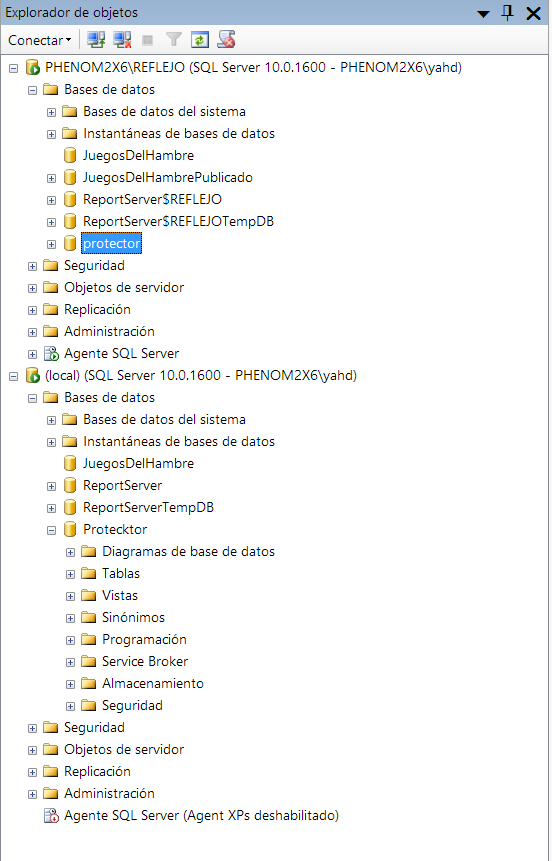 Explorador de objetos
Conectar
PHENOM2X6\REFLEJO (SQL Server 10.0.1600 - PHENOM2X6\yahd)
Bases de datos
Bases de datos del sistema
Instantáneas de bases de datos
JuegosDelHambre
JuegosDelHambrePublicado
ReportServer$REFLEJO
ReportServer$REFLEJOTempDB
protector
Seguridad
Objetos de servidor
Replicación
Administración
Agente SQL Server
(local) (SQL Server 10.0.1600 - PHENOM2X6\yahd)
Bases de datos
Bases de datos del sistema
Instantáneas de bases de datos
JuegosDelHambre
ReportServer
ReportServerTempDB
Protecktor
Diagramas de base de datos
Tablas
Vistas
Sinónimos
Programación
Service Broker
Almacenamiento
Seguridad
Seguridad
Objetos de servidor
Replicación
Administración
Agente SQL Server (Agent XPs deshabilitado)